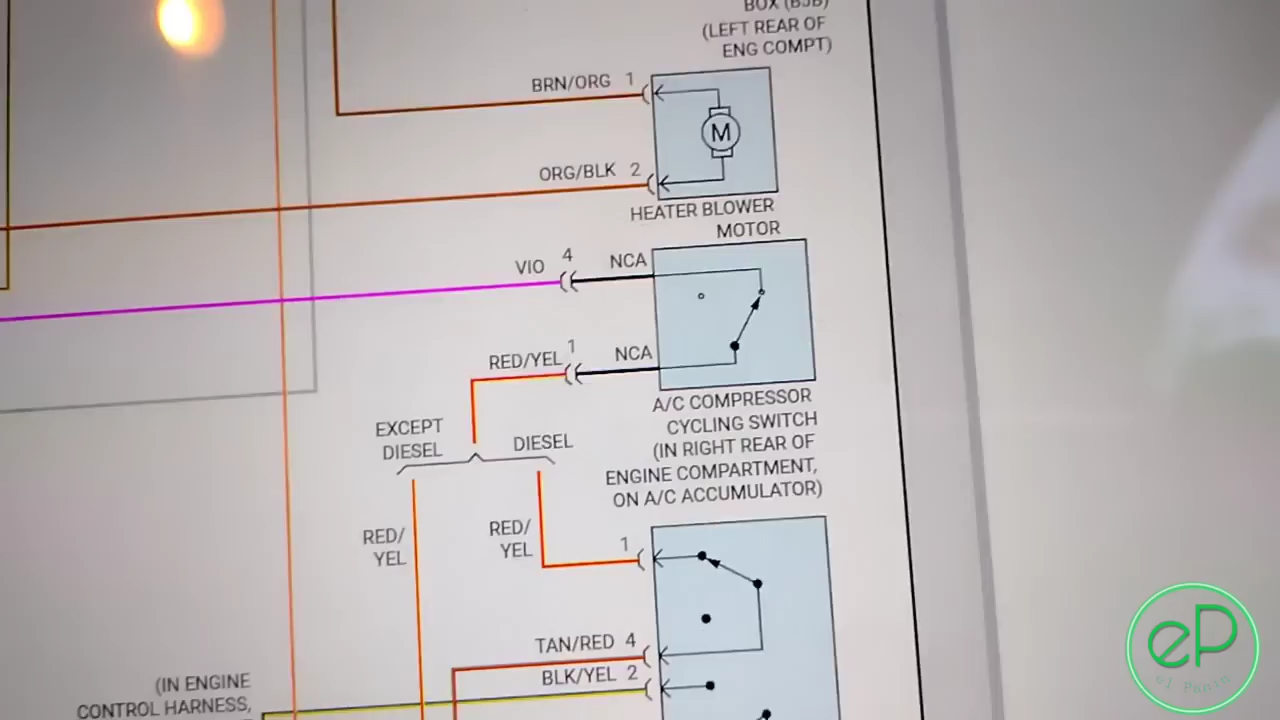 BOX (BJB)
(LEFT REAR OF
ENG COMPT)
BRN/ORG 1
M
ORG/BLK 2
HEATER BLOWER
MOTOR
VIO 4 NCA
RED/YEL 1 NCA
A/C COMPRESSOR
CYCLING SWITCH
(IN RIGHT REAR OF
ENGINE COMPARTMENT,
ON A/C ACCUMULATOR)
EXCEPT
DIESEL
DIESEL
RED/
YEL
RED/
YEL
1
TAN/RED 4
BLK/YEL 2
(IN ENGINE
CONTROL HARNESS,
eP
el Panin